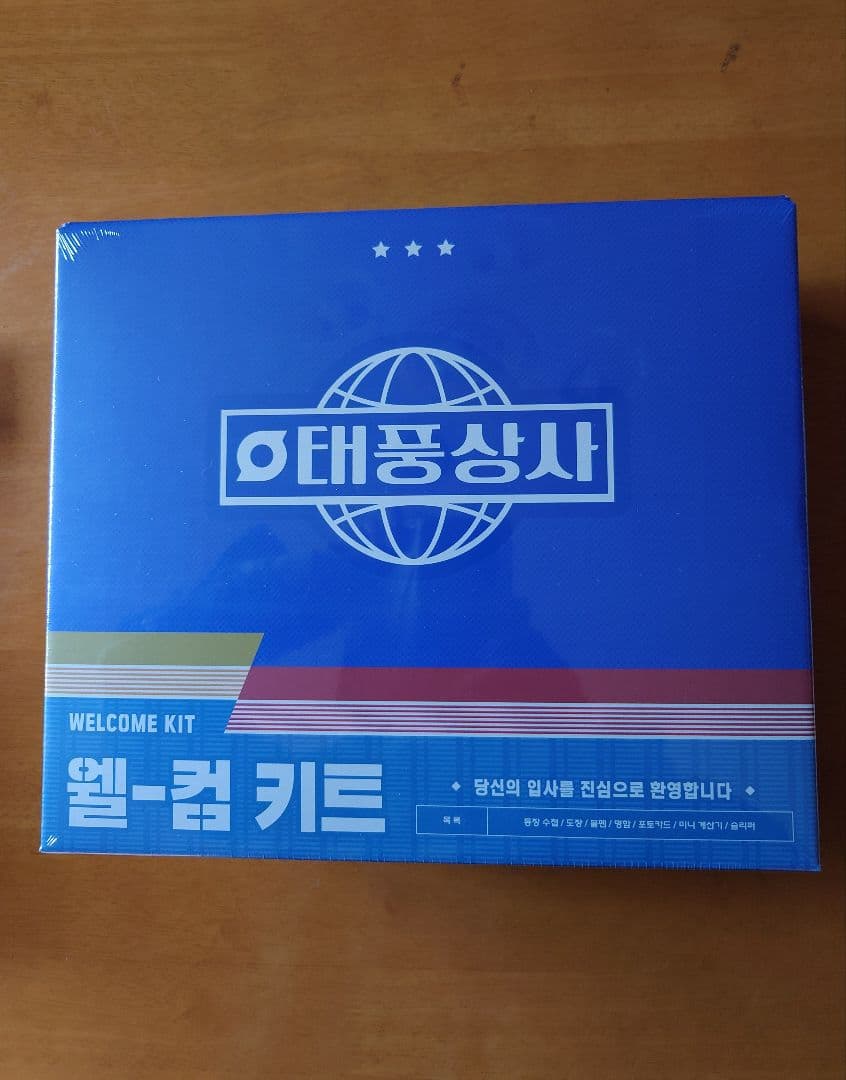 태풍상사
WELCOME KIT
웰-컴 키트
당신의 입사를 진심으로 환영합니다
목록
통장 수첩 / 도장 / 볼펜 / 명함 / 포토카드 / 미니 계산기 / 슬리퍼